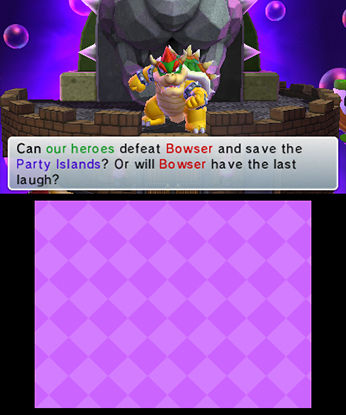 Can our heroes defeat Bowser and save the
Party Islands? Or will Bowser have the last
laugh?